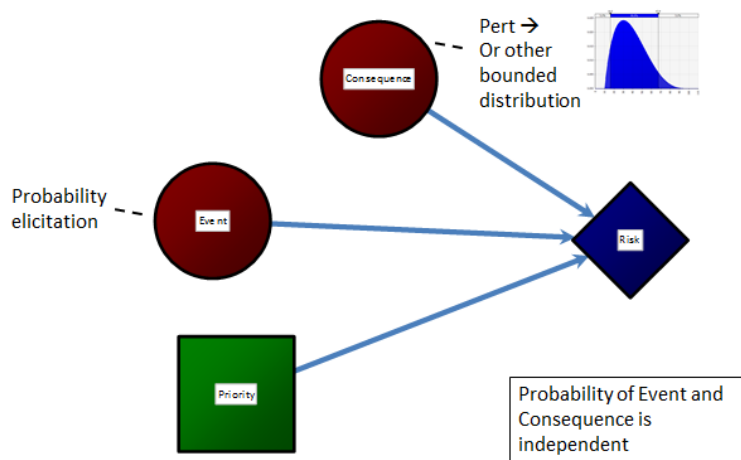 Pert →
Or other
bounded
distribution
Consequence
Probability
elicitation
Event
Risk
Priority
Probability of Event and
Consequence is
independent